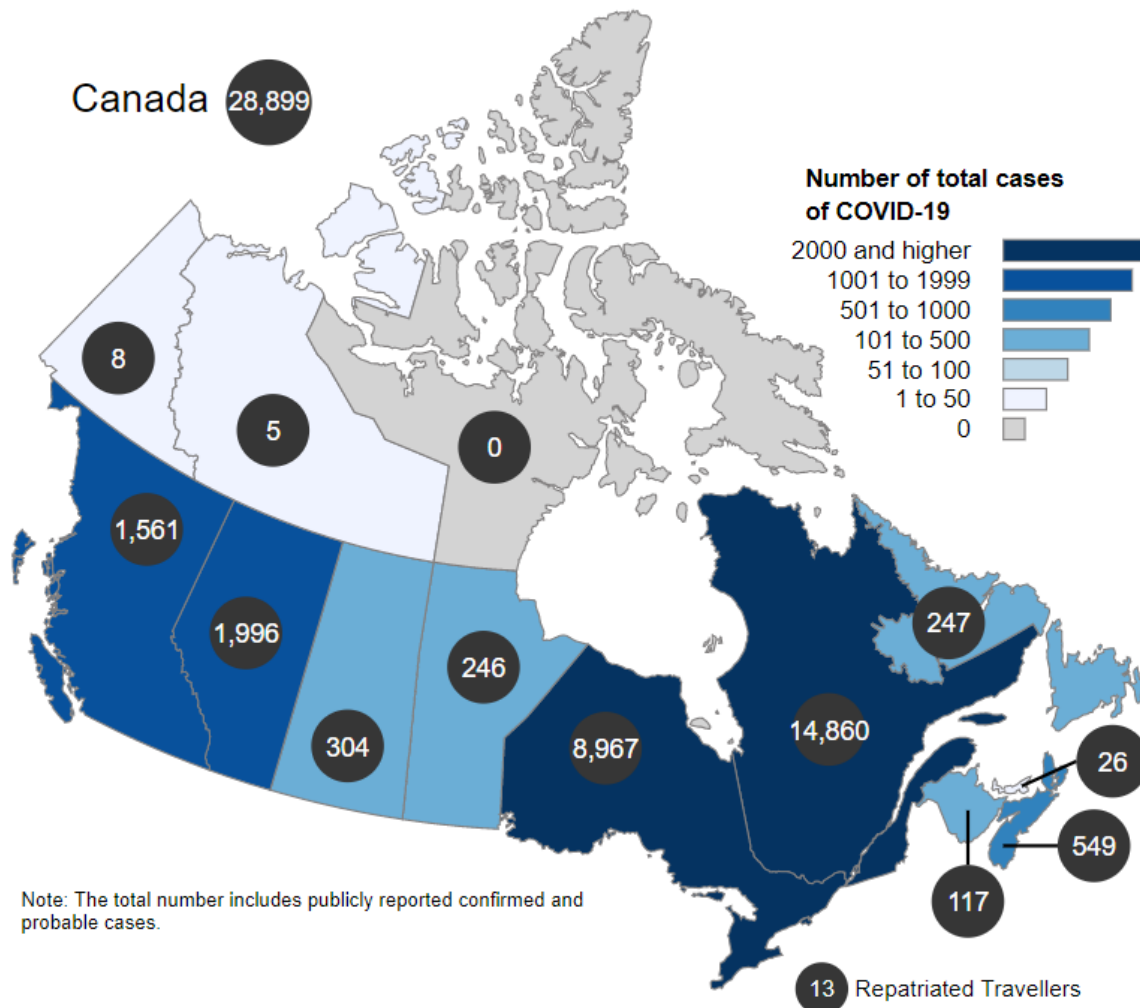 Canada 28,899
Number of total cases
of COVID-19
2000 and higher
1001 to 1999
501 to 1000
101 to 500
51 to 100
1 to 50
0
8
5
0
1,561
1,996
304
246
8,967
14,860
247
26
549
117
Note: The total number includes publicly reported confirmed and
probable cases.
13 Repatriated Travellers